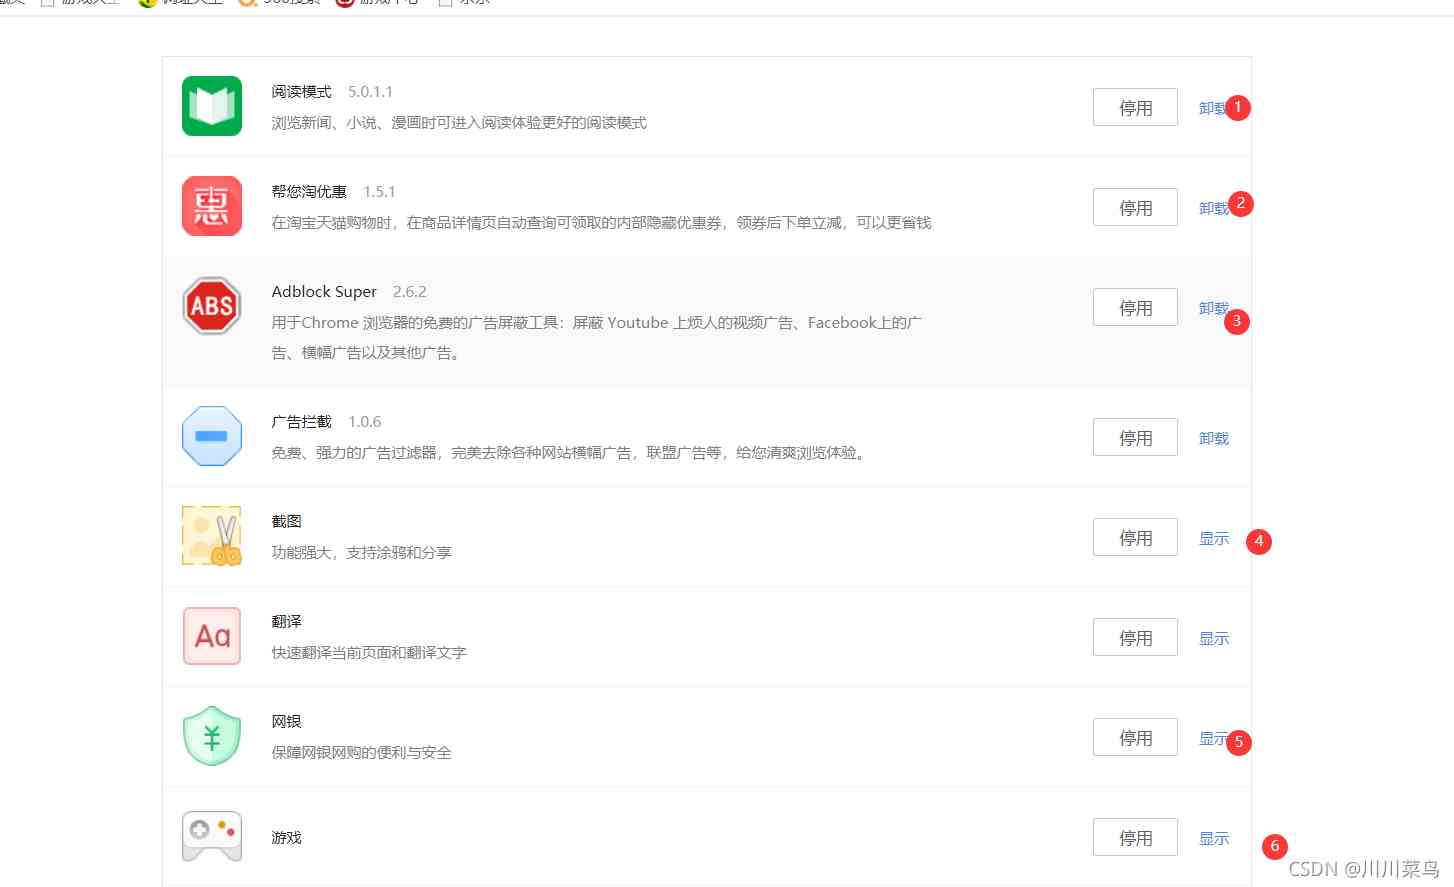 阅读模式 5.0.1.1
浏览新闻、小说、漫画时可进入阅读体验更好的阅读模式
停用 卸载 1
惠
帮您淘优惠 1.5.1
在淘宝天猫购物时，在商品详情页自动查询可领取的内部隐藏优惠券，领券后下单立减，可以更省钱
停用 卸载 2
ABS
Adblock Super 2.6.2
用于Chrome 浏览器的免费的广告屏蔽工具：屏蔽 Youtube 上烦人的视频广告、Facebook上的广
告、横幅广告以及其他广告。
停用 卸载 3
广告拦截 1.0.6
免费、强力的广告过滤器，完美去除各种网站横幅广告，联盟广告等，给您清爽浏览体验。
停用 卸载
截图
功能强大，支持涂鸦和分享
停用 显示 4
Aa
翻译
快速翻译当前页面和翻译文字
停用 显示
¥
网银
保障网银网购的便利与安全
停用 显示 5
游戏
停用 显示 6
CSDN @川川菜鸟